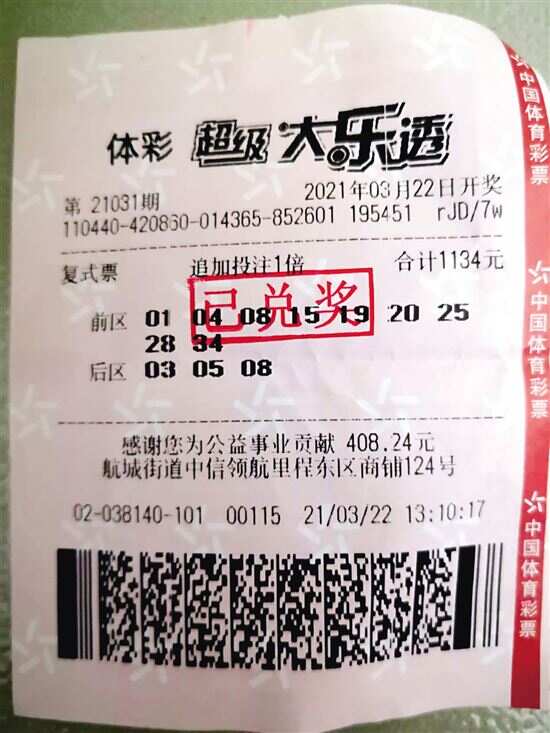 体彩 超级大乐透
第 21031期 2021年03月22日开奖
110440-420860-014365-852601 195451 rJD/7w
复式票 追加投注1倍 合计1134元
已兑奖
前区 01 04 08 15 19 20 25
28 34
后区 03 05 08
感谢您为公益事业贡献 408.24元
航城街道中信领航里程东区商铺124号
02-038140-101 00115 21/03/22 13:10:17
中国体育彩票
中国体育彩票
中国体育彩票